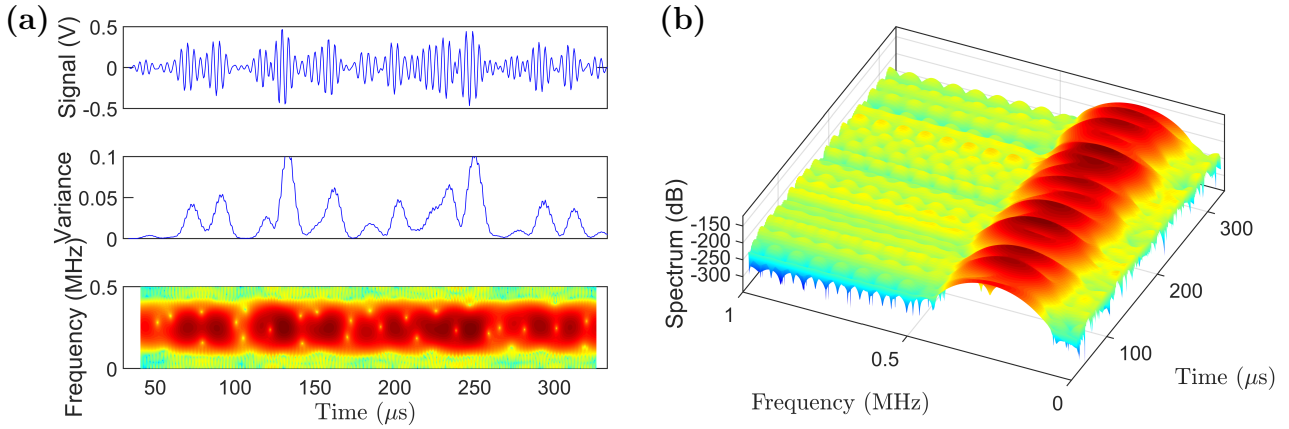 (a)
Signal (V)
0.5
0
-0.5
Variance
0.1
0.05
0
Frequency (MHz)
0.5
0
50 100 150 200 250 300
Time (μs)
(b)
Spectrum (dB)
-150
-200
-250
-300
1
0.5
0
Frequency (MHz)
100
200
300
Time (μs)